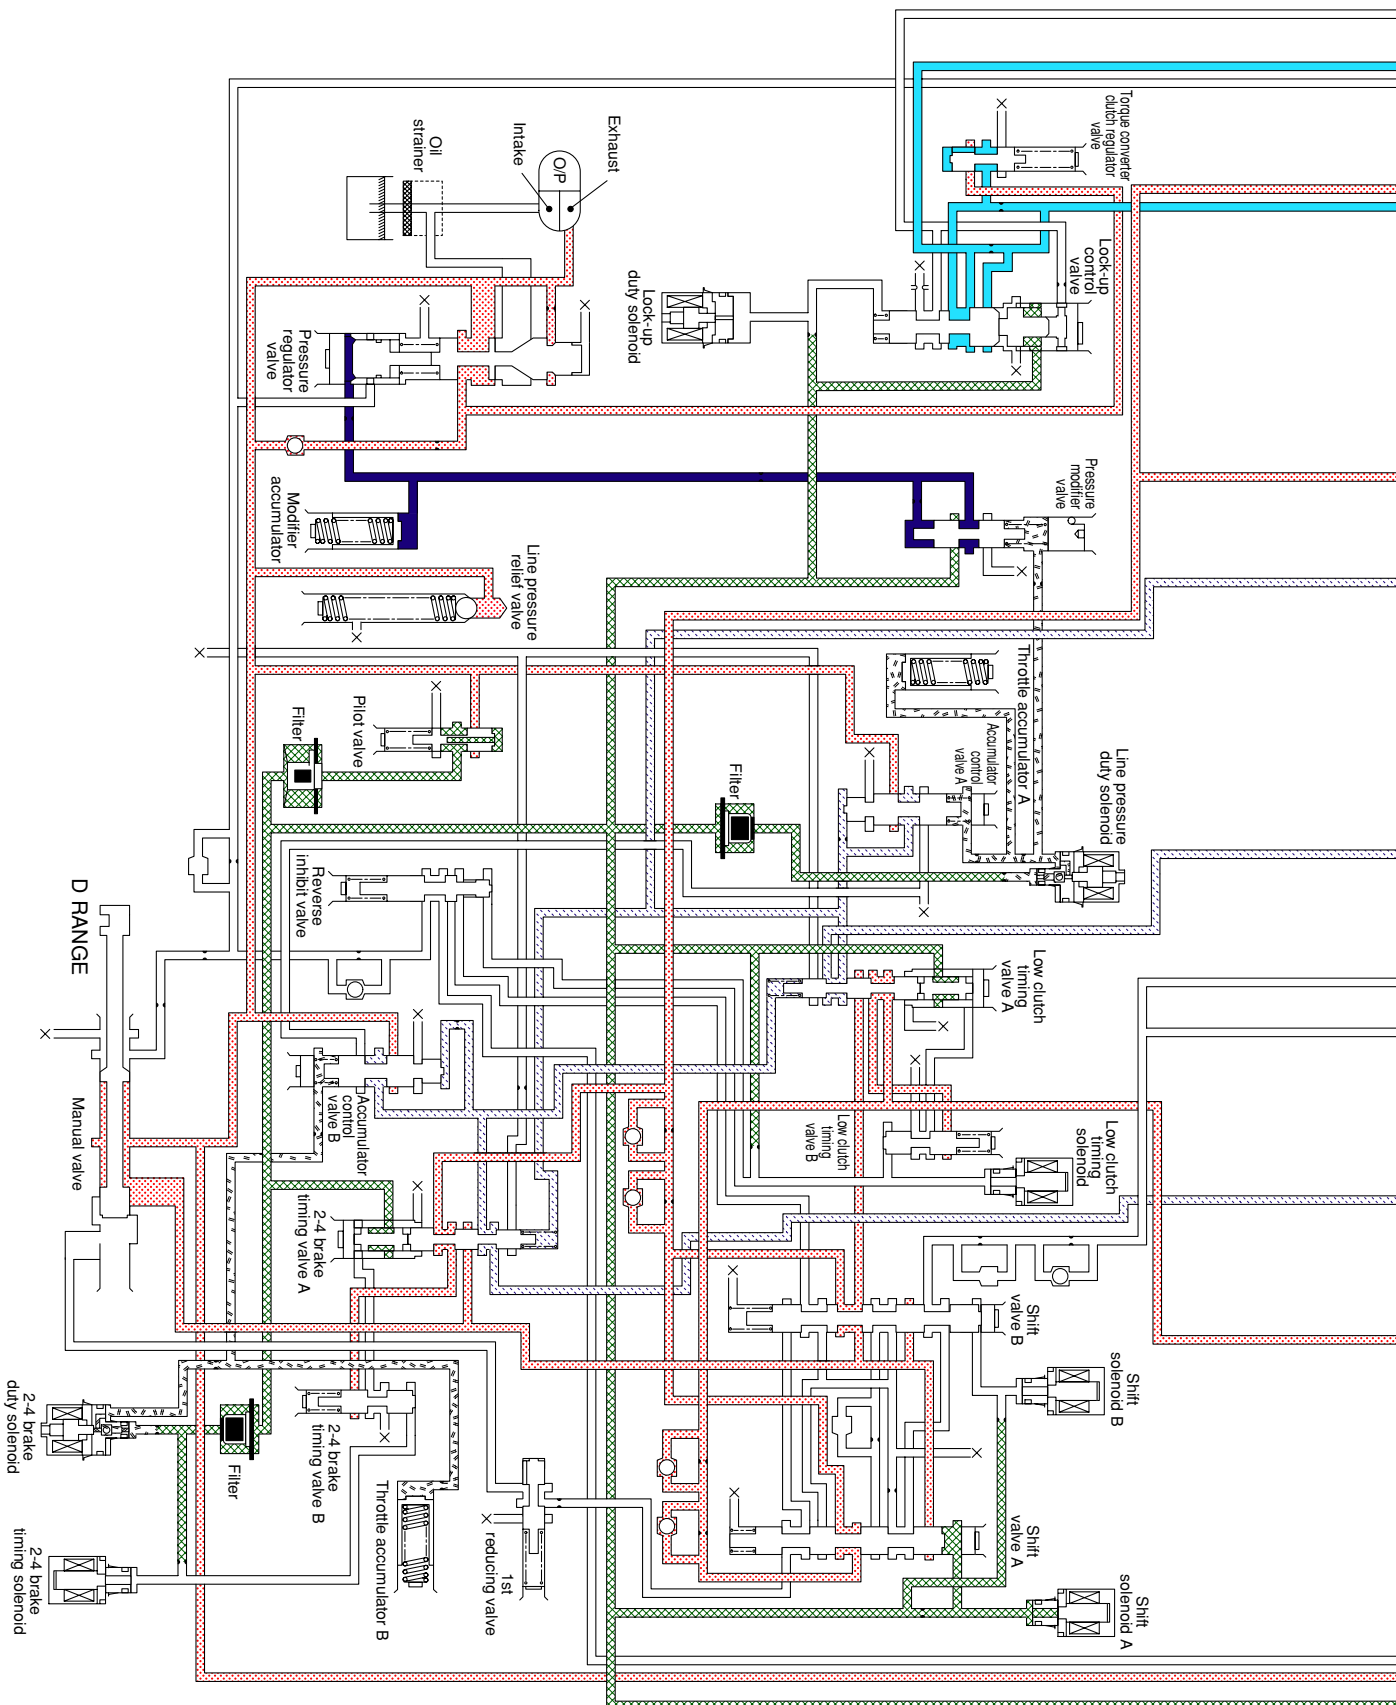 Torque converter
clutch regulator
valve
Exhaust
Intake
O/P
Oil
strainer
Lock-up
control
valve
Lock-up
duty solenoid
Pressure
regulator
valve
Pressure
modifier
valve
Modifier
accumulator
Line pressure
relief valve
Throttle accumulator A
Accumulator
control
valve A
Line pressure
duty solenoid
Pilot valve
Filter
Filter
Reverse
inhibit valve
D RANGE
Low clutch
timing
valve A
Manual valve
Accumulator
control
valve B
Low clutch
timing
valve B
Low clutch
timing
solenoid
2-4 brake
timing valve A
Shift
valve B
Shift
solenoid B
2-4 brake
duty solenoid
Filter
2-4 brake
timing valve B
Throttle accumulator B
1st
reducing valve
Shift
valve A
Shift
solenoid A
2-4 brake
timing solenoid